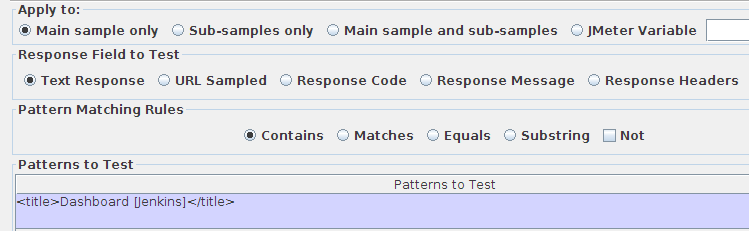 Apply to:
Main sample only Sub-samples only Main sample and sub-samples JMeter Variable
Response Field to Test
Text Response URL Sampled Response Code Response Message Response Headers
Pattern Matching Rules
Contains Matches Equals Substring Not
Patterns to Test
Patterns to Test
<title>Dashboard [Jenkins]</title>